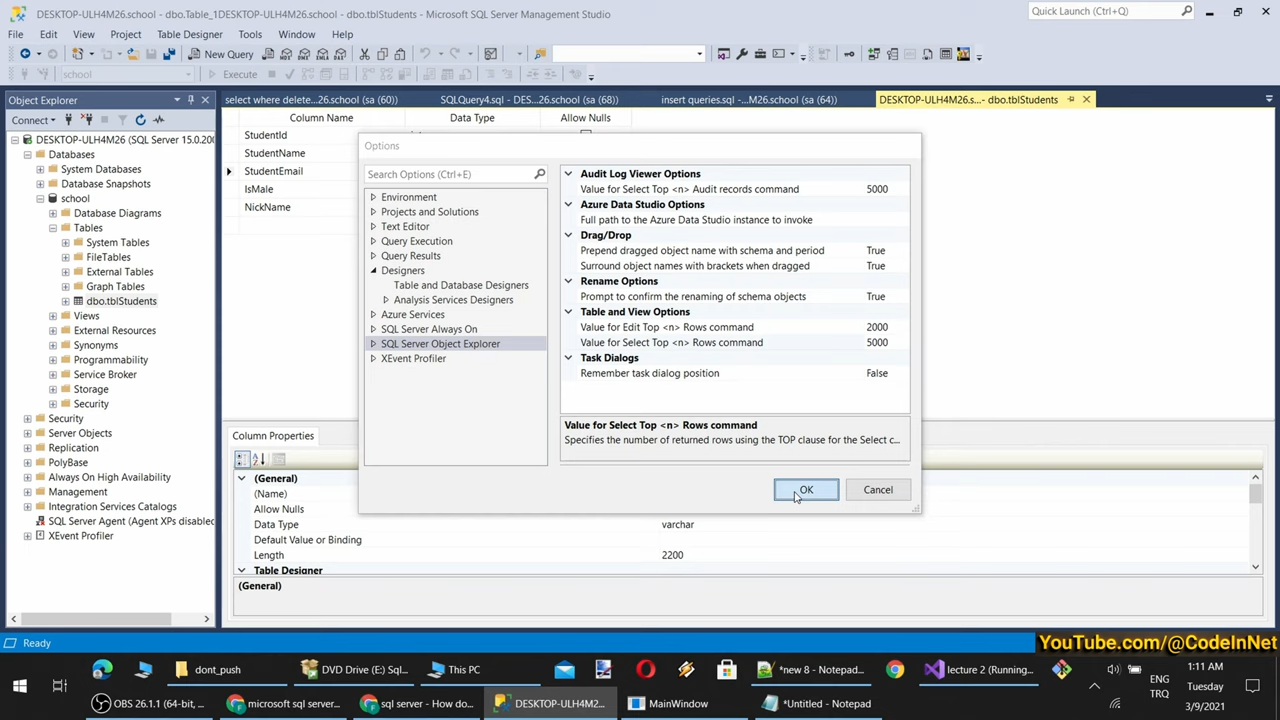 DESKTOP-ULH4M26.school - dbo.Table_1DESKTOP-ULH4M26.school - dbo.tblStudents - Microsoft SQL Server Management Studio
Quick Launch (Ctrl+Q)
File Edit View Project Table Designer Tools Window Help
New Query
school Execute
Object Explorer
select where delete...26.school (sa (60)) SQLQuery4.sql - DES...26.school (sa (68)) insert queries.sql -...M26.school (sa (64)) DESKTOP-ULH4M26.s...- dbo.tblStudents
Connect
DESKTOP-ULH4M26 (SQL Server 15.0.200
Databases
System Databases
Database Snapshots
school
Database Diagrams
Tables
System Tables
FileTables
External Tables
Graph Tables
dbo.tblStudents
Views
External Resources
Synonyms
Programmability
Service Broker
Storage
Security
Security
Server Objects
Replication
PolyBase
Always On High Availability
Management
Integration Services Catalogs
SQL Server Agent (Agent XPs disabled
XEvent Profiler
Column Name Data Type Allow Nulls
StudentId
StudentName
StudentEmail
IsMale
NickName
Options
Search Options (Ctrl+E)
Environment
Projects and Solutions
Text Editor
Query Execution
Query Results
Designers
Table and Database Designers
Analysis Services Designers
Azure Services
SQL Server Always On
SQL Server Object Explorer
XEvent Profiler
Audit Log Viewer Options
Value for Select Top <n> Audit records command 5000
Azure Data Studio Options
Full path to the Azure Data Studio instance to invoke
Drag/Drop
Prepend dragged object name with schema and period True
Surround object names with brackets when dragged True
Rename Options
Prompt to confirm the renaming of schema objects True
Table and View Options
Value for Edit Top <n> Rows command 2000
Value for Select Top <n> Rows command 5000
Task Dialogs
Remember task dialog position False
Value for Select Top <n> Rows command
Specifies the number of returned rows using the TOP clause for the Select c...
OK Cancel
Column Properties
(General)
(Name)
Allow Nulls
Data Type varchar
Default Value or Binding
Length 2200
Table Designer
(General)
Ready
YouTube.com/@CodeInNet
dont_push DVD Drive (E:) SqL... This PC *new 8 - Notepad... lecture 2 (Running...
OBS 26.1.1 (64-bit, ... microsoft sql server... sql server - How do... DESKTOP-ULH4M2... MainWindow *Untitled - Notepad
ENG
TRQ
1:11 AM
Tuesday
3/9/2021